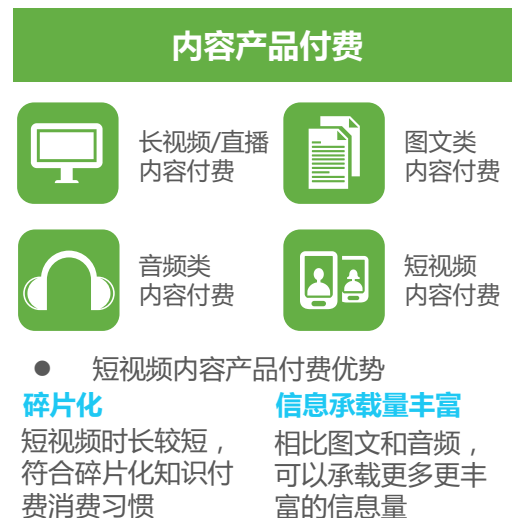 内容产品付费
长视频/直播
内容付费
图文类
内容付费
音频类
内容付费
短视频
内容付费
● 短视频内容产品付费优势
碎片化
短视频时长较短，
符合碎片化知识付
费消费习惯
信息承载量丰富
相比图文和音频，
可以承载更多更丰
富的信息量